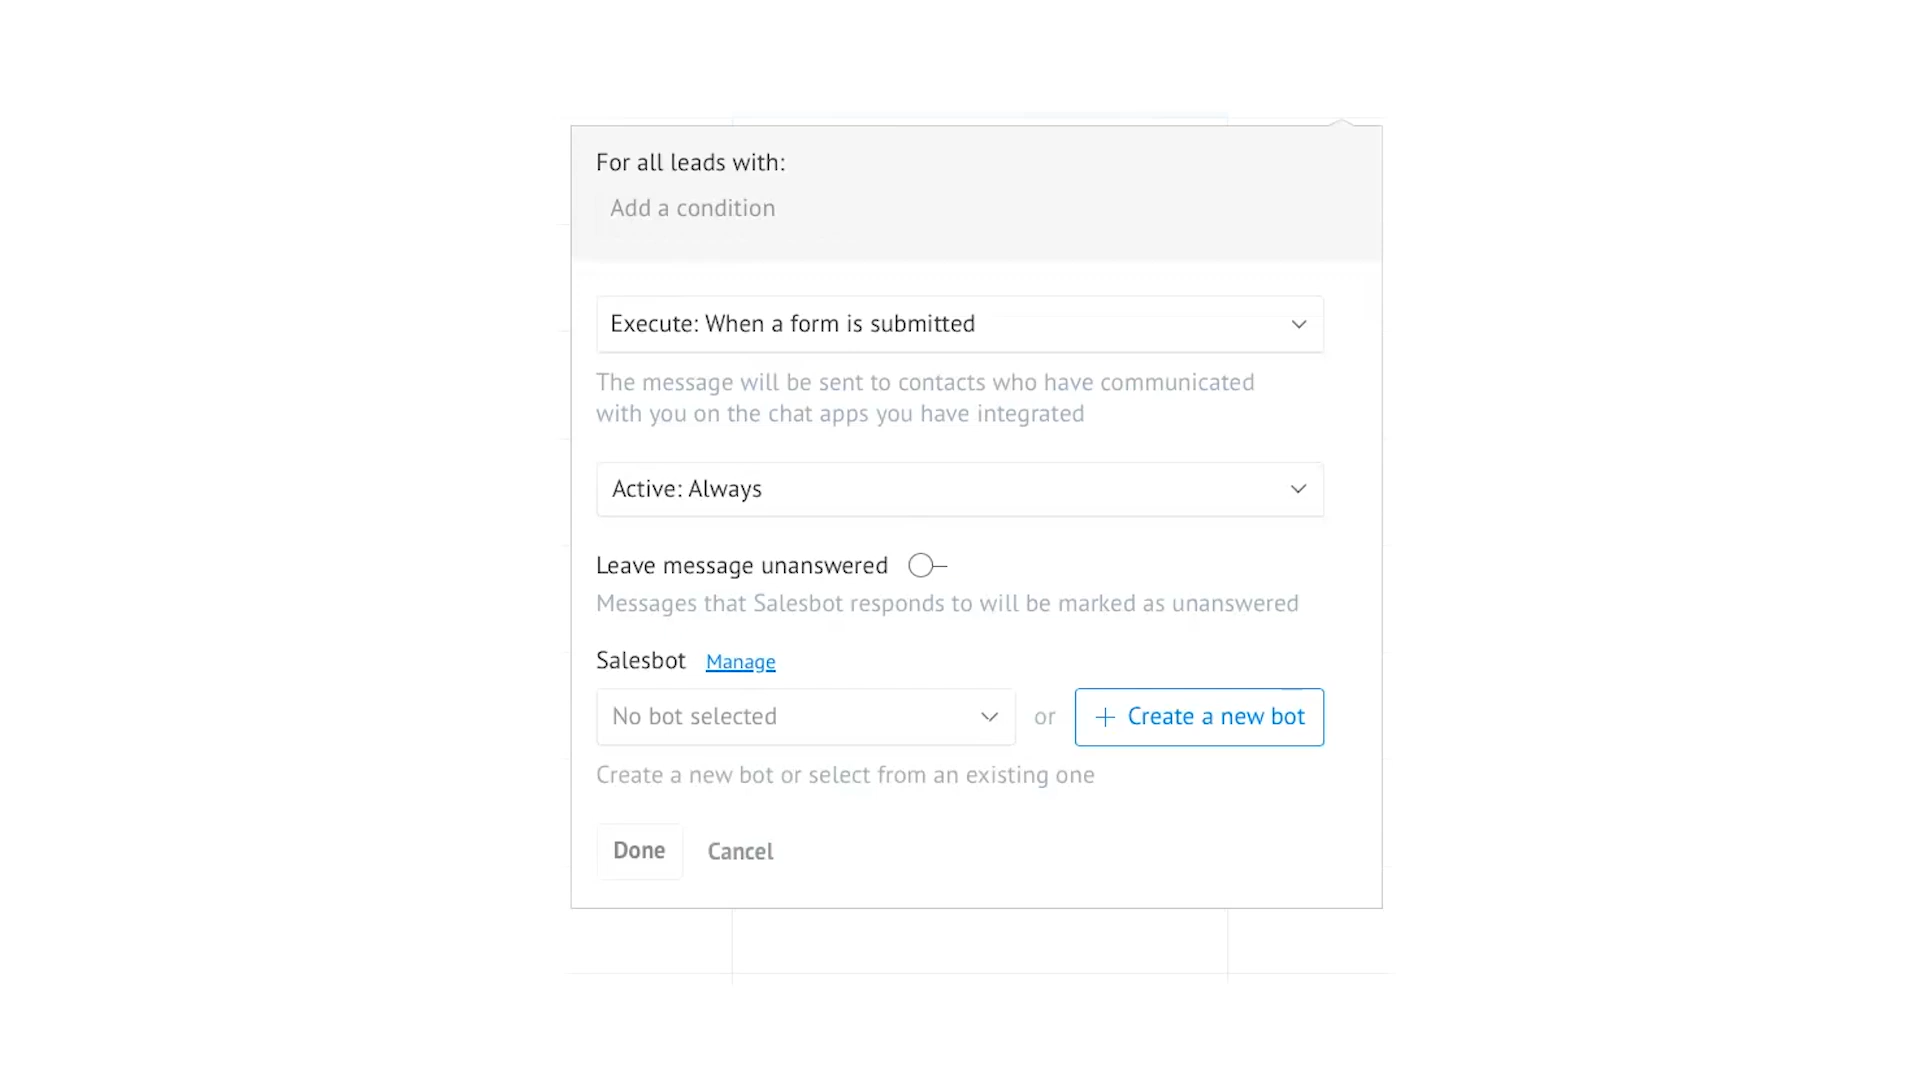 For all leads with:
Add a condition
Execute: When a form is submitted
The message will be sent to contacts who have communicated
with you on the chat apps you have integrated
Active: Always
Leave message unanswered
Messages that Salesbot responds to will be marked as unanswered
Salesbot Manage
No bot selected or + Create a new bot
Create a new bot or select from an existing one
Done Cancel